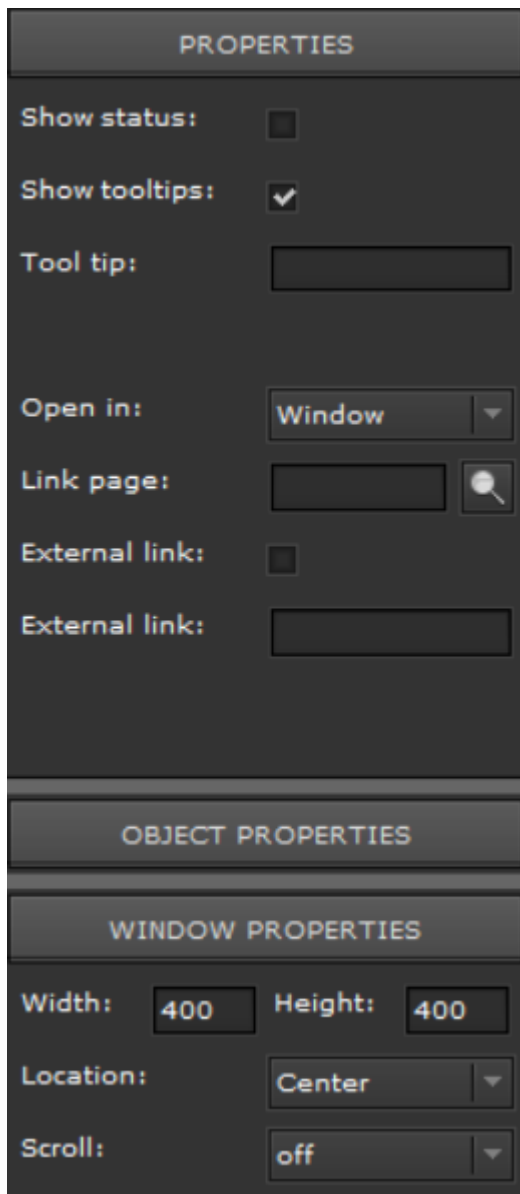 PROPERTIES
Show status:
Show tooltips:
Tool tip:
Open in: Window
Link page:
External link:
External link:
OBJECT PROPERTIES
WINDOW PROPERTIES
Width: 400 Height: 400
Location: Center
Scroll: off